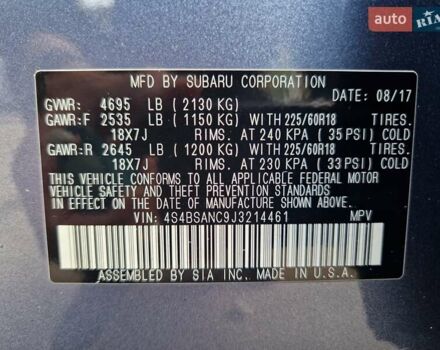 auto RIA
MFD BY SUBARU CORPORATION
GVWR: 4695 LB (2130 KG) DATE: 08/17
GAWR:F 2535 LB (1150 KG) WITH 225/60R18 TIRES.
18X7J RIMS. AT 240 KPA (35 PSI) COLD
GAWR:R 2645 LB (1200 KG) WITH 225/60R18 TIRES.
18X7J RIMS. AT 230 KPA (33 PSI) COLD
THIS VEHICLE CONFORMS TO ALL APPLICABLE FEDERAL MOTOR
VEHICLE SAFETY AND THEFT PREVENTION STANDARDS
IN EFFECT ON THE DATE OF MANUFACTURE SHOWN ABOVE.
VIN: 4S4BSANC9J3214461 MPV
ASSEMBLED BY SIA INC. IN U.S.A.